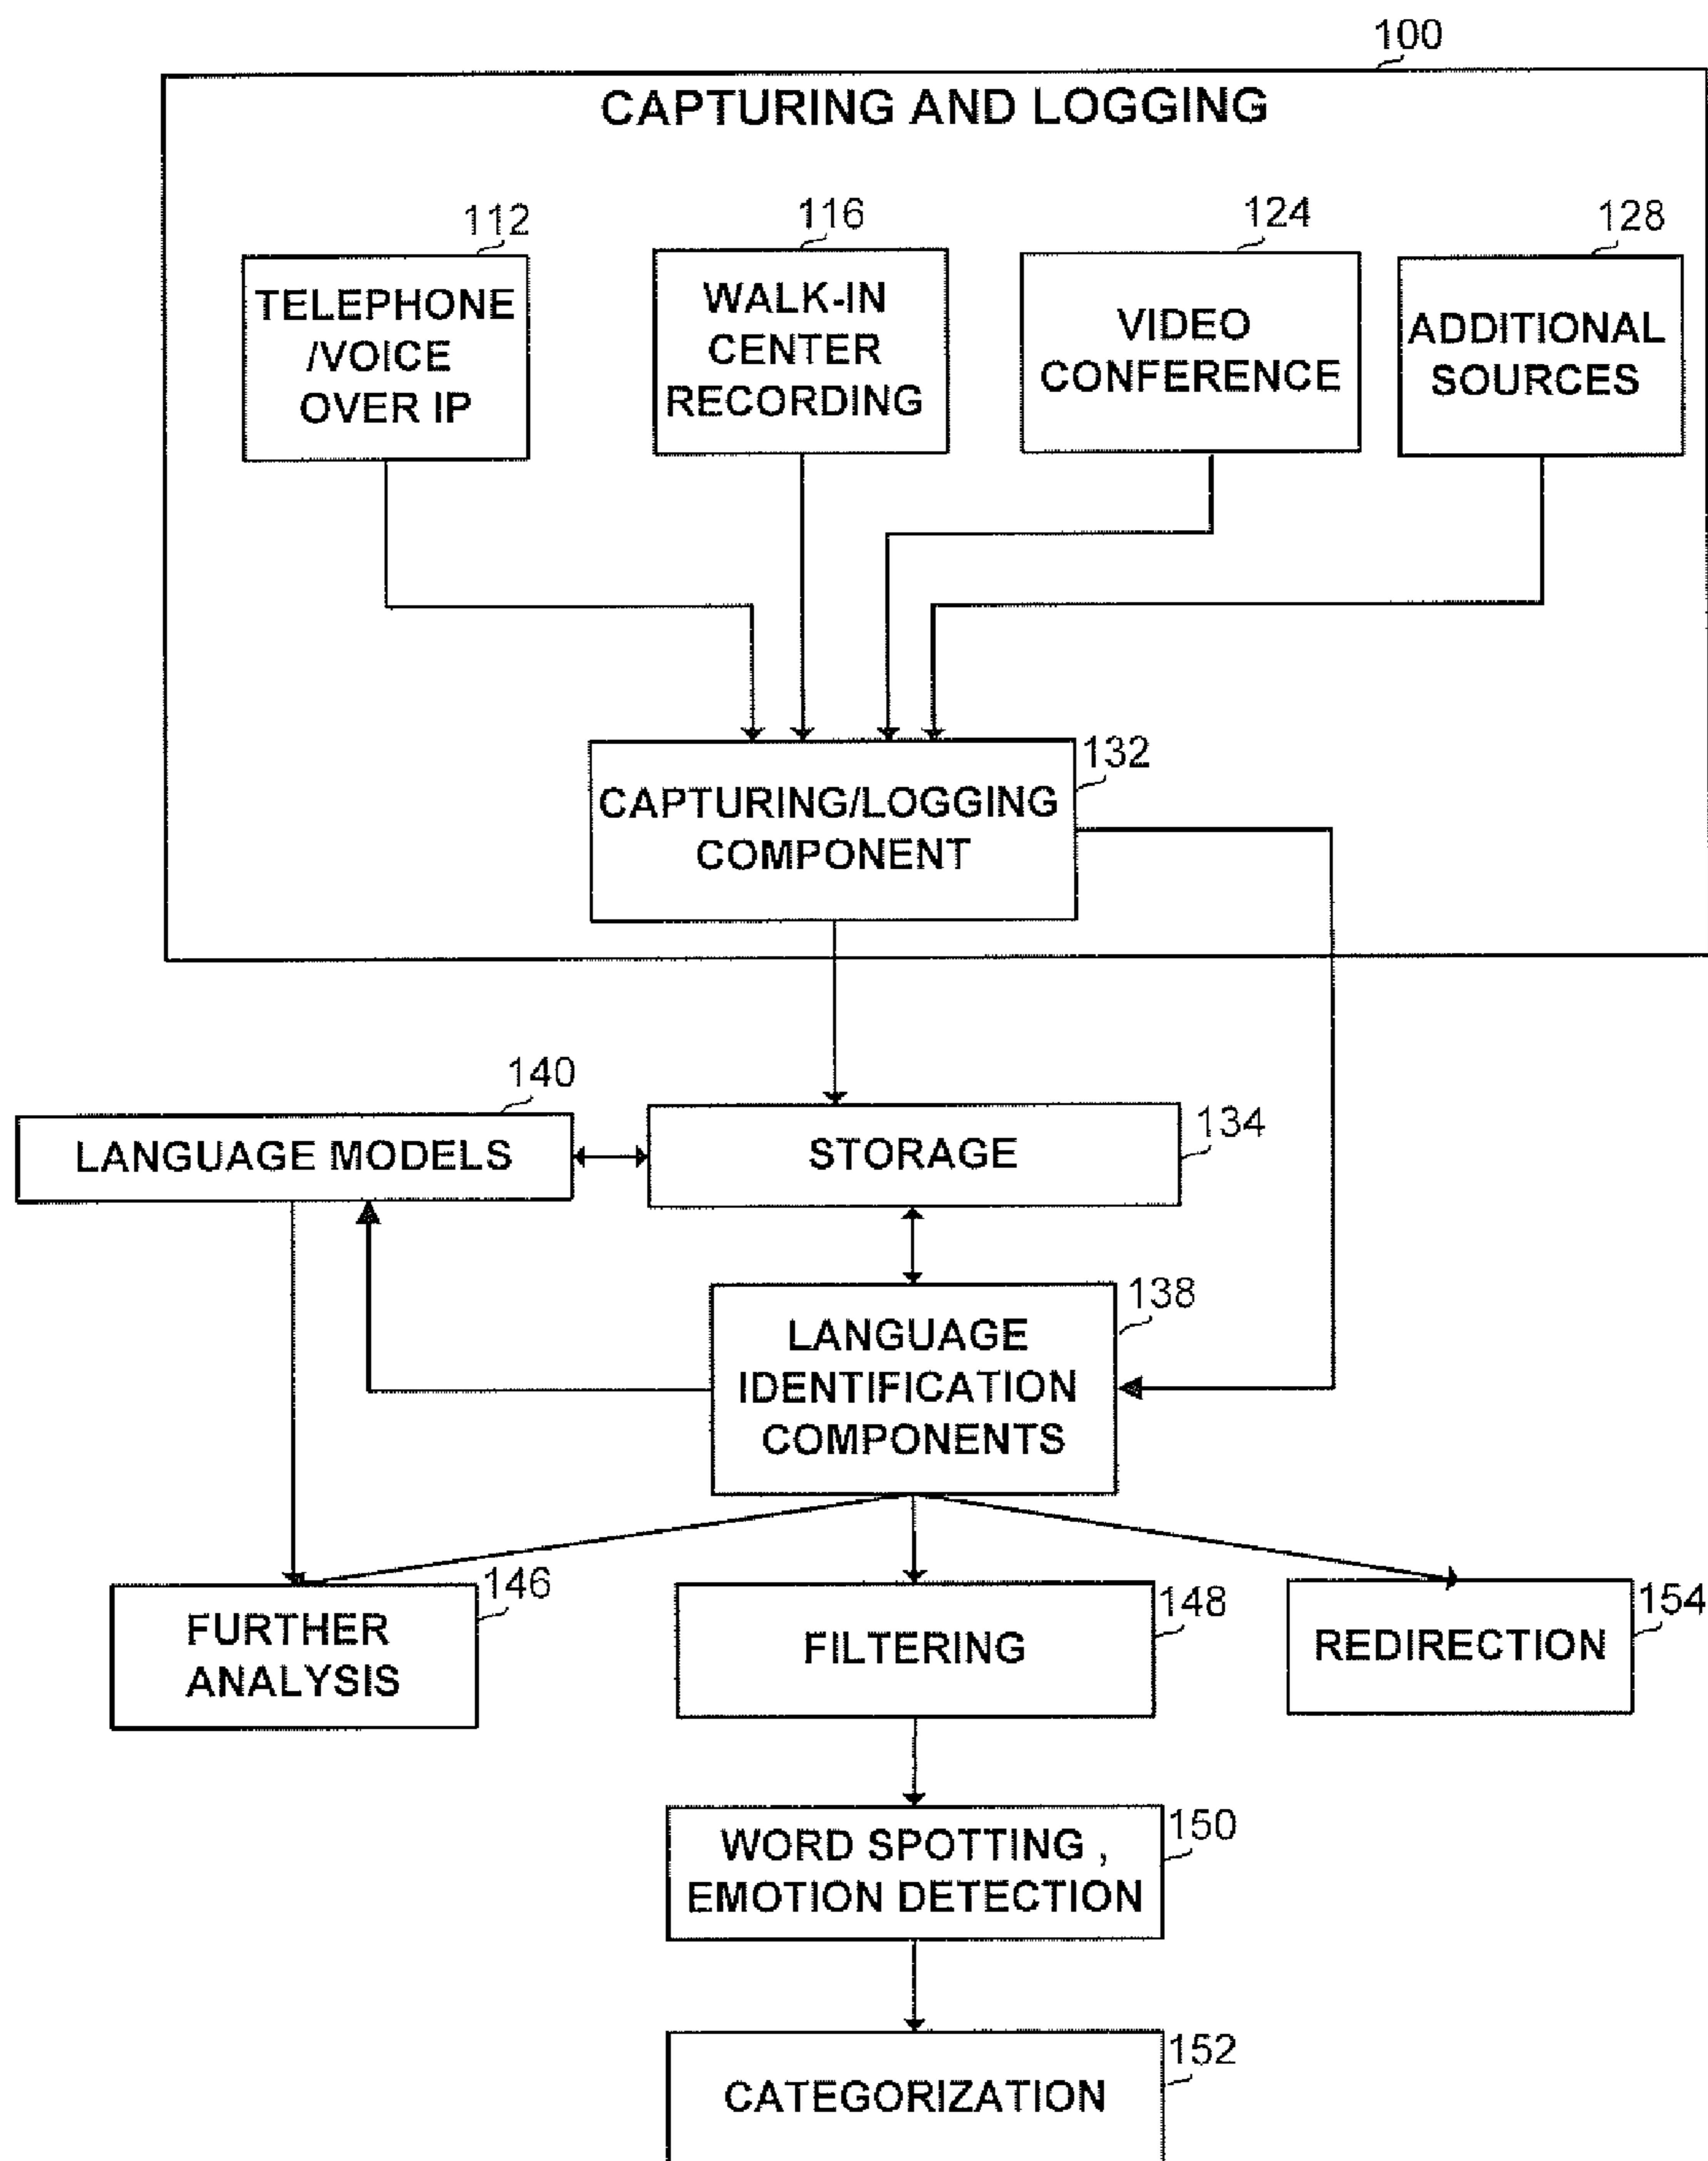 100
CAPTURING AND LOGGING
112
116
124
128
TELEPHONE
/VOICE
OVER IP
WALK-IN
CENTER
RECORDING
VIDEO
CONFERENCE
ADDITIONAL
SOURCES
132
CAPTURING/LOGGING
COMPONENT
140
LANGUAGE MODELS
STORAGE
134
138
LANGUAGE
IDENTIFICATION
COMPONENTS
146
FURTHER
ANALYSIS
148
FILTERING
154
REDIRECTION
150
WORD SPOTTING ,
EMOTION DETECTION
152
CATEGORIZATION